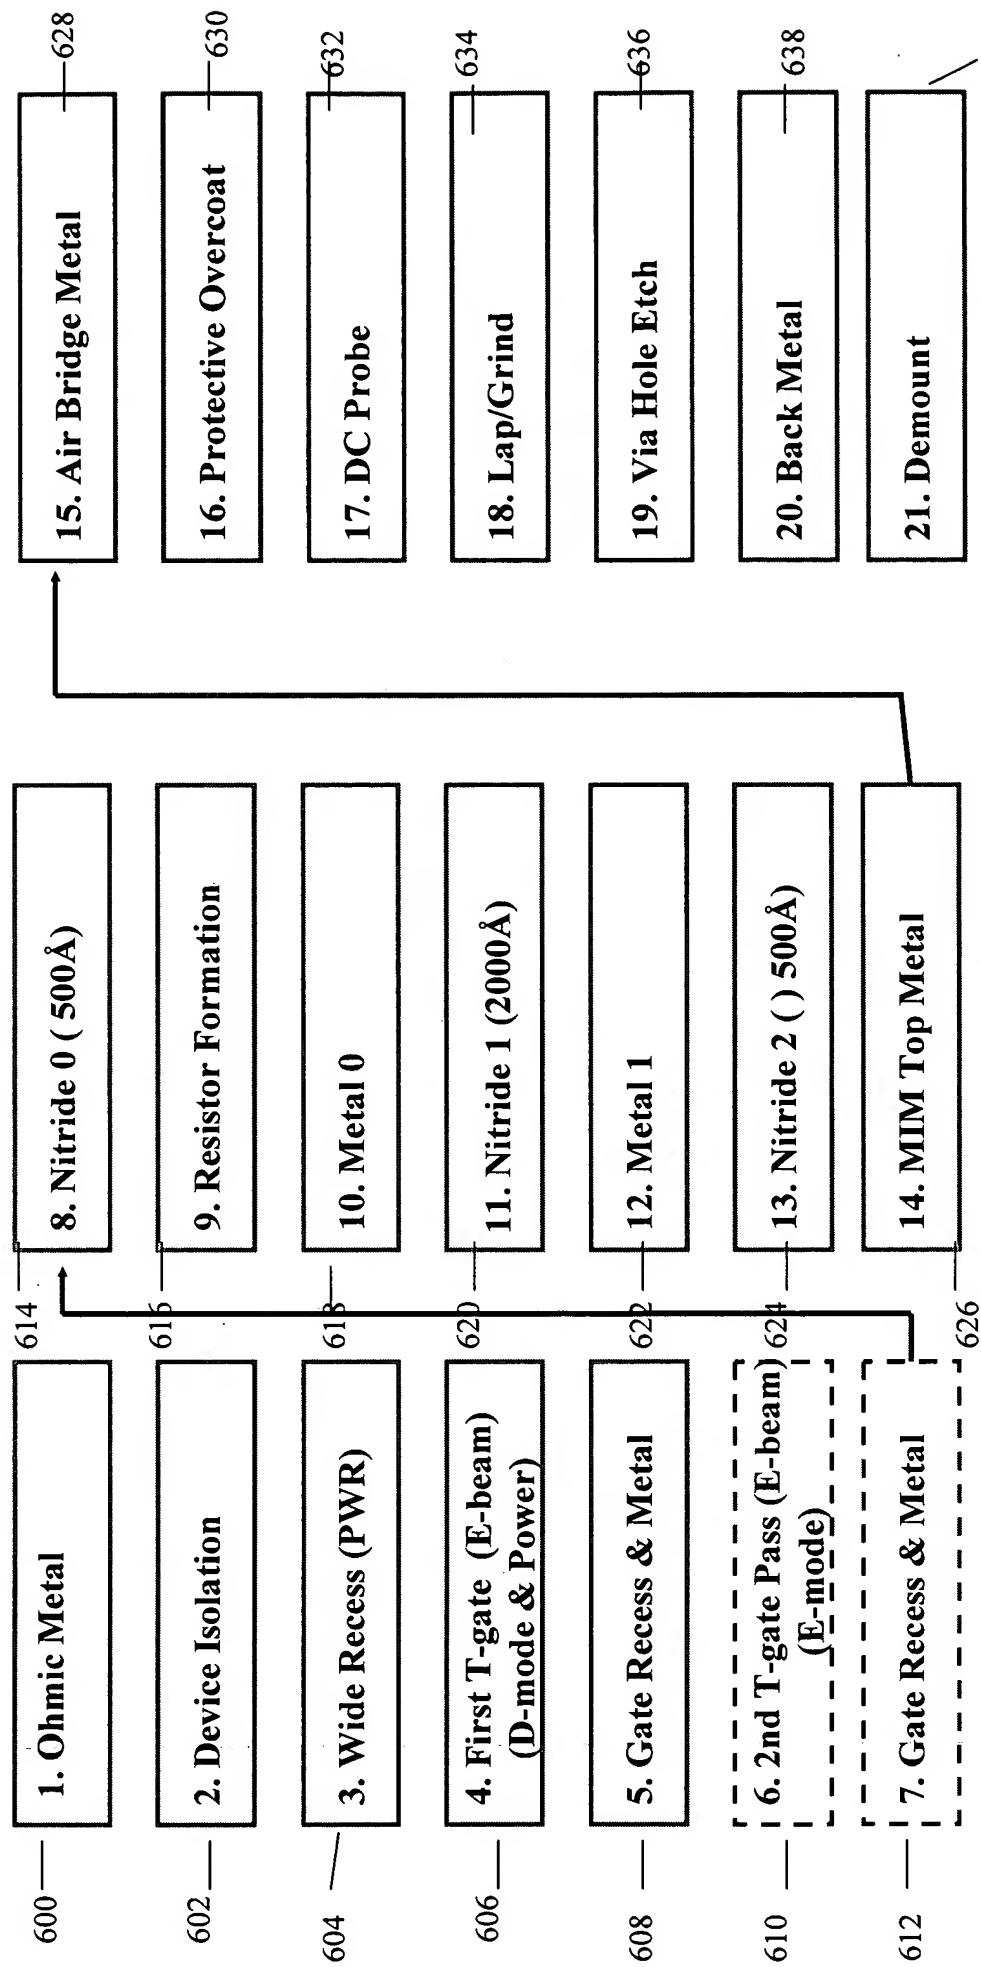 600
1. Ohmic Metal
602
2. Device Isolation
604
3. Wide Recess (PWR)
606
4. First T-gate (E-beam)
(D-mode & Power)
608
5. Gate Recess & Metal
610
6. 2nd T-gate Pass (E-beam)
(E-mode)
612
7. Gate Recess & Metal
614
8. Nitride 0 ( 500Å)
616
9. Resistor Formation
618
10. Metal 0
620
11. Nitride 1 (2000Å)
622
12. Metal 1
624
13. Nitride 2 ( ) 500Å)
626
14. MIM Top Metal
15. Air Bridge Metal
628
16. Protective Overcoat
630
17. DC Probe
632
18. Lap/Grind
634
19. Via Hole Etch
636
20. Back Metal
638
21. Demount